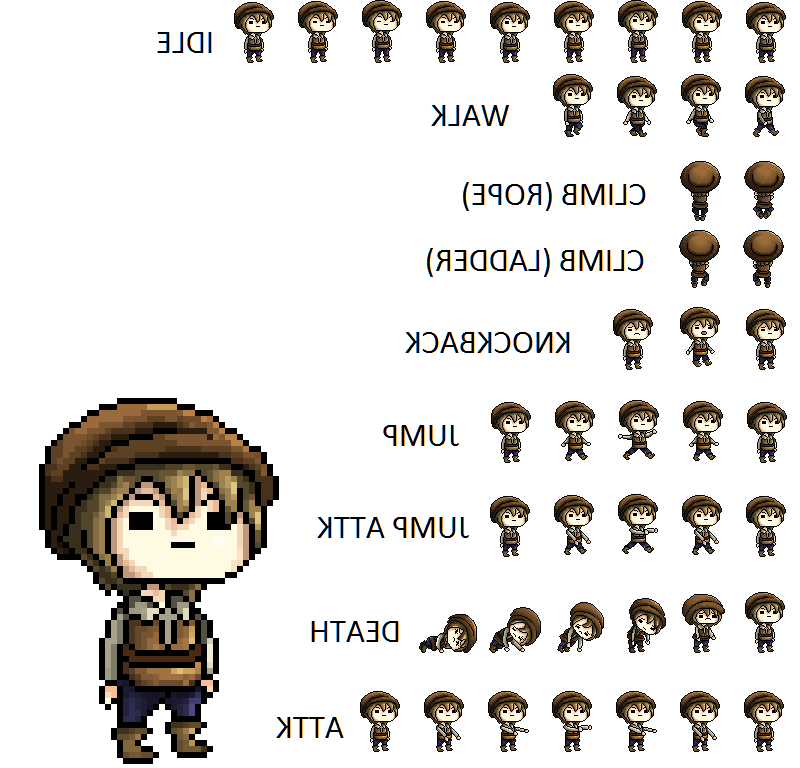 IDLE
WALK
CLIMB (ROPE)
CLIMB (LADDER)
KNOCKBACK
JUMP
JUMP ATTK
DEATH
ATTK